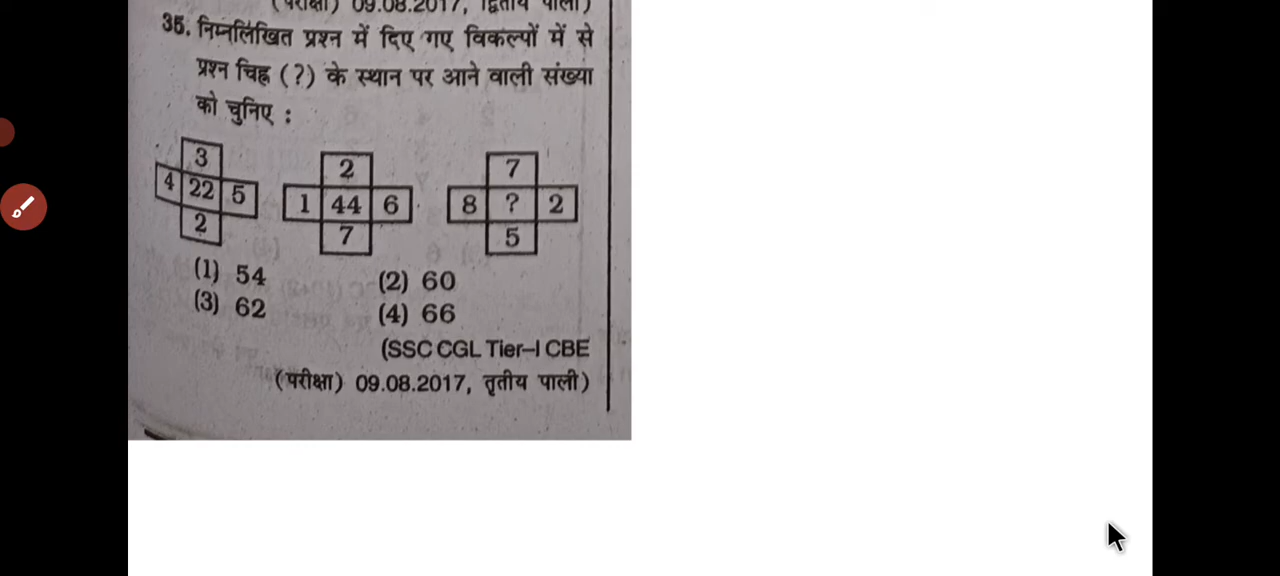 (परीक्षा) 09.08.2017, द्वितीय पाली)
35. निम्नलिखित प्रश्न में दिए गए विकल्पों में से
प्रश्न चिह्न (?) के स्थान पर आने वाली संख्या
को चुनिए :
3
4 22 5
2
2
1 44 6
7
7
8 ? 2
5
(1) 54 (2) 60
(3) 62 (4) 66
(SSC CGL Tier–I CBE
(परीक्षा) 09.08.2017, तृतीय पाली)